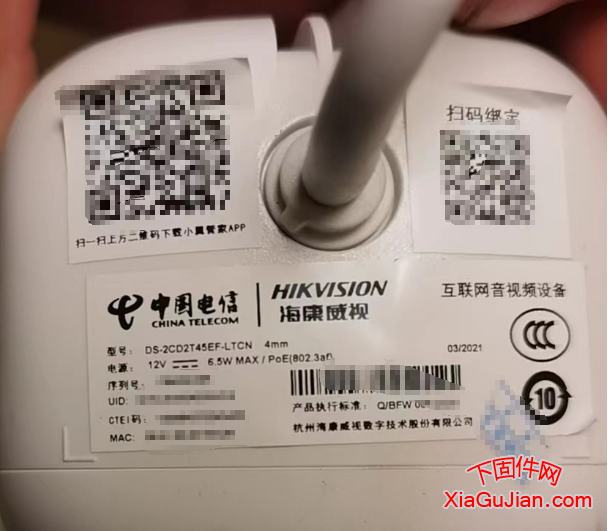 扫码绑定
扫一扫上方二维码下载小翼管家APP
中国电信
CHINA TELECOM
HIKVISION
海康威视
互联网音视频设备
型号: DS-2CD2T45EF-LTCN 4mm
03/2021
电源: 12V 6.5W MAX / PoE(802.3af)
序列号:
UID:
CTEI码:
MAC:
产品执行标准: Q/BFW
杭州海康威视数字技术股份有限公司
CCC
10
下固件网
XiaGuJian.com